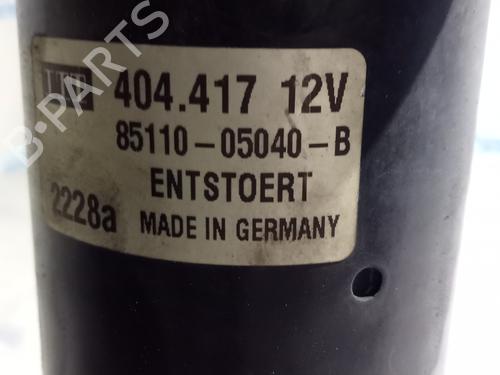 404.417 12V
85110-05040-B
ENTSTOERT
2228a MADE IN GERMANY
B-PARTS